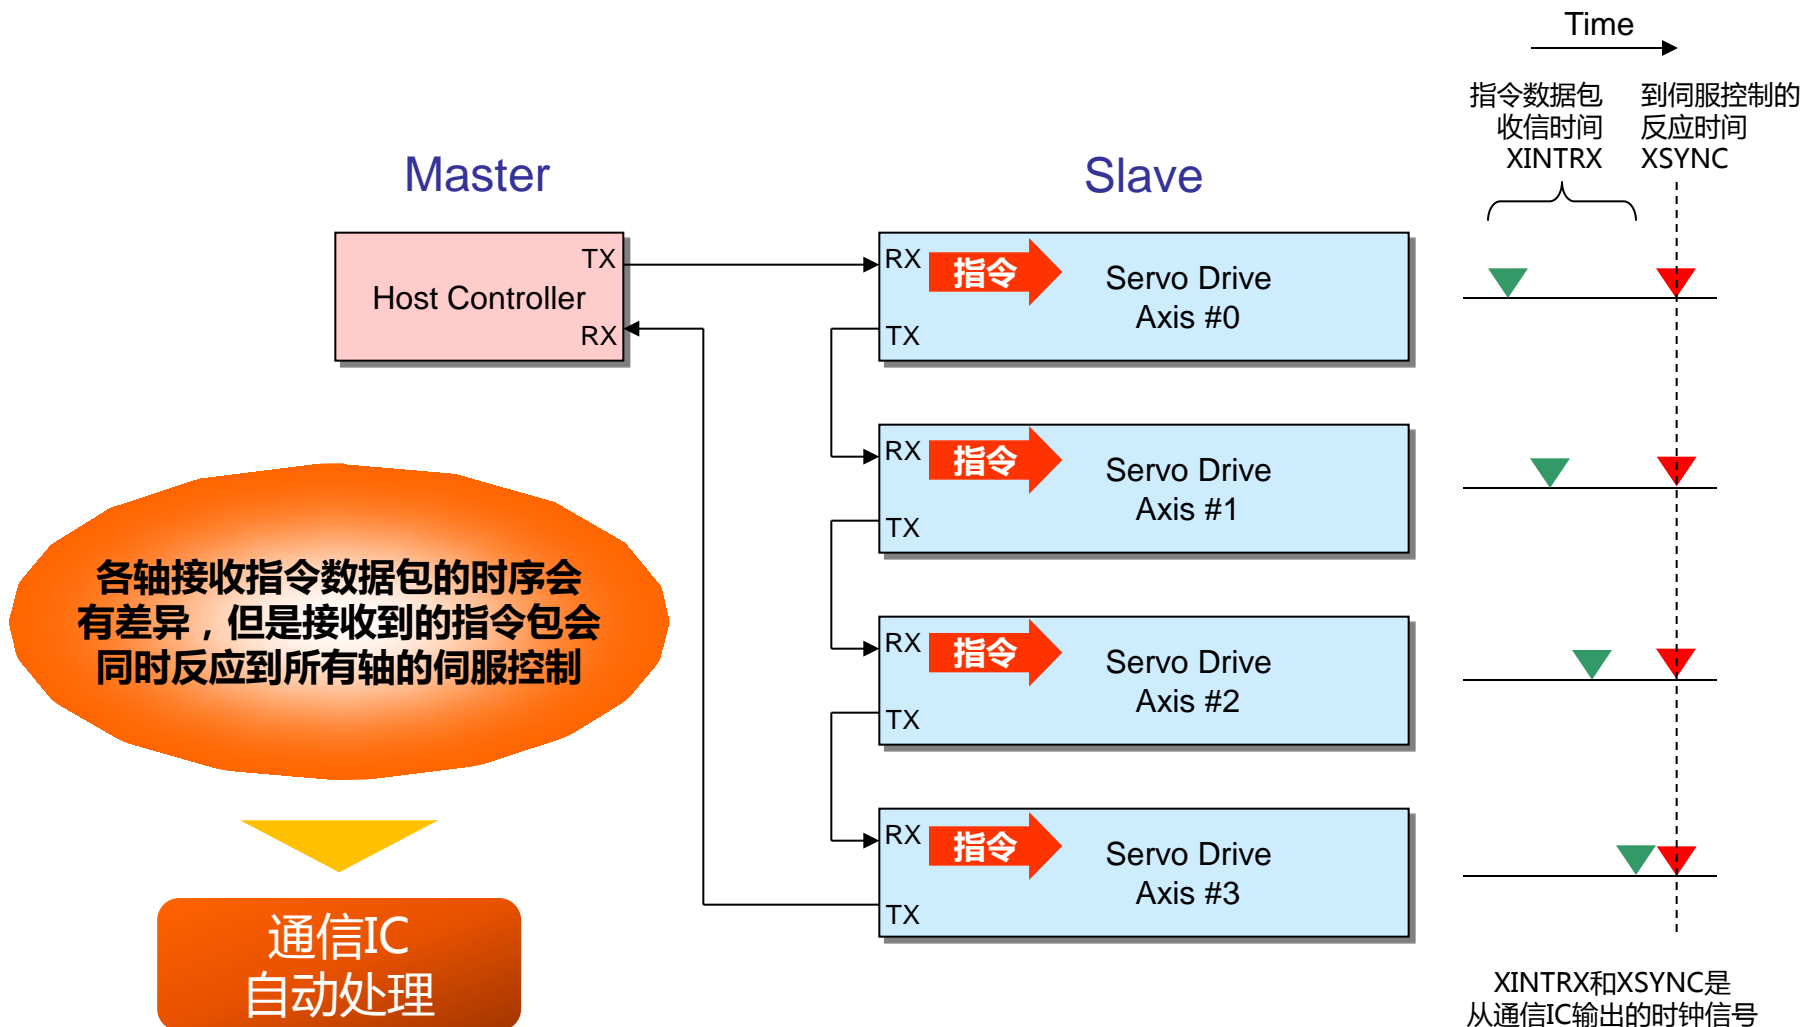 Time
指令数据包
收信时间
XINTRX
到伺服控制的
反应时间
XSYNC
Master
Slave
TX
Host Controller
RX
RX
指令
Servo Drive
Axis #0
TX
RX
指令
Servo Drive
Axis #1
TX
各轴接收指令数据包的时序会
有差异，但是接收到的指令包会
同时反应到所有轴的伺服控制
RX
指令
Servo Drive
Axis #2
TX
RX
指令
Servo Drive
Axis #3
TX
通信IC
自动处理
XINTRX和XSYNC是
从通信IC输出的时钟信号